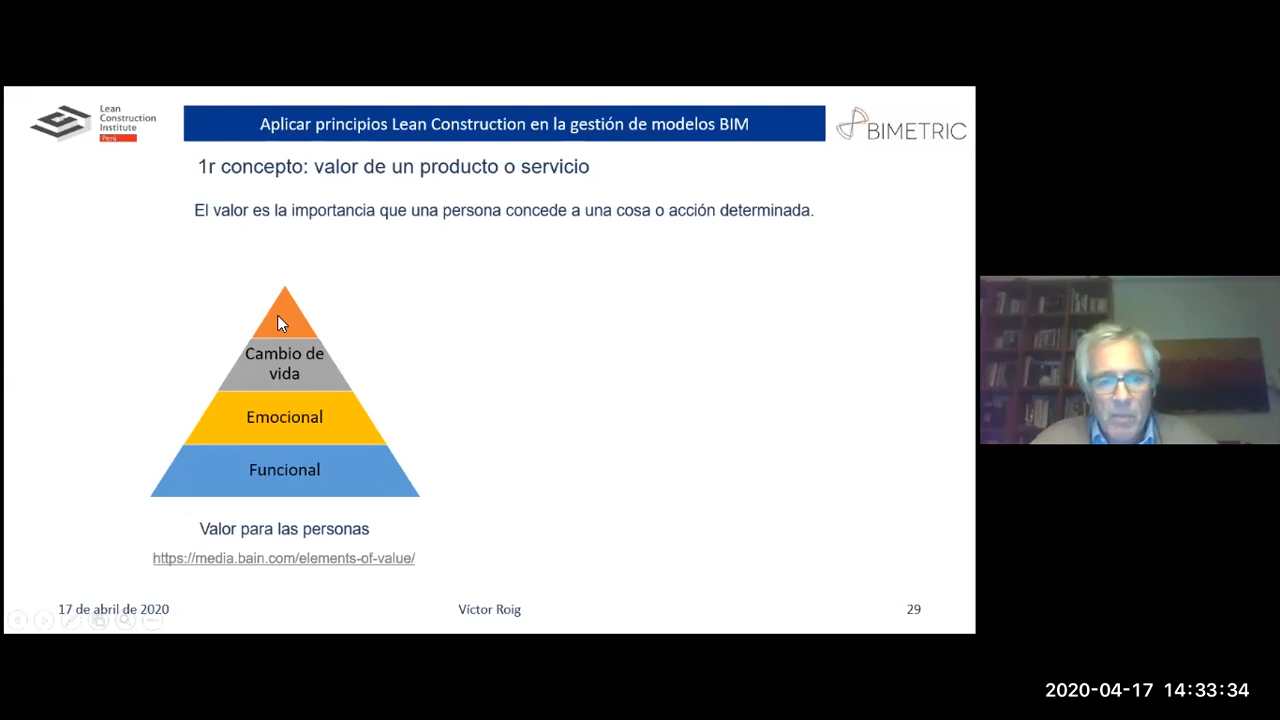 Lean
Construction
Institute
Perú
Aplicar principios Lean Construction en la gestión de modelos BIM
BIMETRIC
1r concepto: valor de un producto o servicio
El valor es la importancia que una persona concede a una cosa o acción determinada.
Cambio de
vida
Emocional
Funcional
Valor para las personas
https://media.bain.com/elements-of-value/
17 de abril de 2020
Víctor Roig
29
2020-04-17 14:33:34